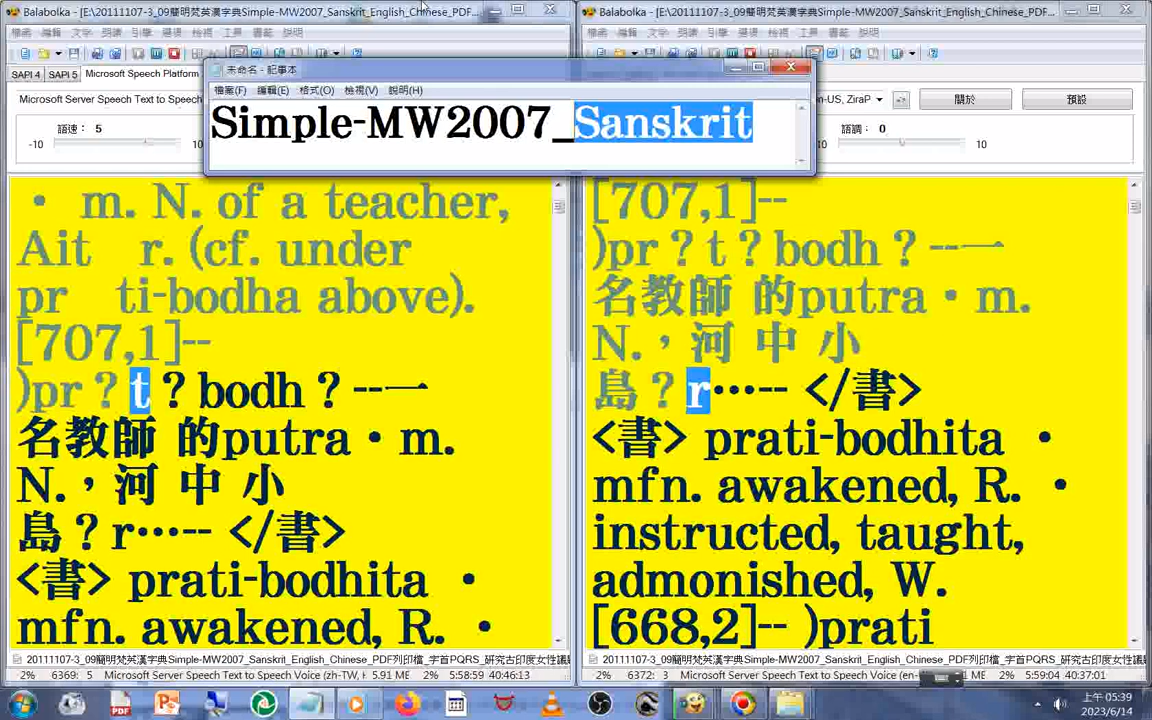 Balabolka - [E:\20111107-3_09簡明梵英漢字典Simple-MW2007_Sanskrit_English_Chinese_PDF...
Balabolka - [E:\20111107-3_09簡明梵英漢字典Simple-MW2007_Sanskrit_English_Chinese_PDF...
SAPI 4 SAPI 5 Microsoft Speech Platform
未命名 - 記事本
檔案(F) 編輯(E) 格式(O) 檢視(V) 說明(H)
Simple-MW2007_Sanskrit
Microsoft Server Speech Text to Speech
en-US, ZiraP
關於
預設
語速： 5
-10 10
語調： 0
10
• m. N. of a teacher,
Ait r. (cf. under
pr ti-bodha above).
[707,1]--
)pr？t？bodh？--一
名教師 的putra•m.
N.，河 中 小
島？r…-- </書>
<書> prati-bodhita •
mfn. awakened, R. •
[707,1]--
)pr？t？bodh？--一
名教師 的putra•m.
N.，河 中 小
島？r…-- </書>
<書> prati-bodhita •
mfn. awakened, R. •
instructed, taught,
admonished, W.
[668,2]-- )prati
20111107-3_09簡明梵英漢字典Simple-MW2007_Sanskrit_English_Chinese_PDF列印檔_字首PQRS_研究古印度女性議
20111107-3_09簡明梵英漢字典Simple-MW2007_Sanskrit_English_Chinese_PDF列印檔_字首PQRS_研究古印度女性議
2% 6369: 5 Microsoft Server Speech Text to Speech Voice (zh-TW, H 5.91 ME 2% 5:58:59 40:46:13
2% 6372: 3 Microsoft Server Speech Text to Speech Voice (en-US, 2% 5:59:04 40:37:01
上午 05:39
2023/6/14